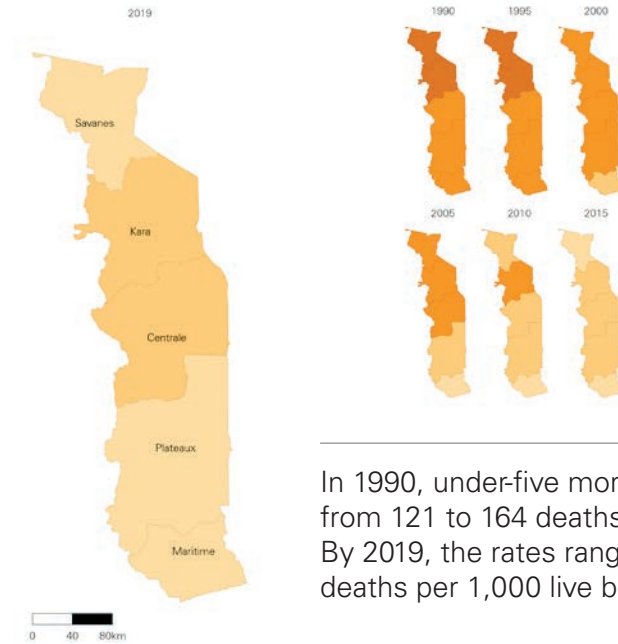 2019
Savanes
Kara
Centrale
Plateaux
Maritime
0 40 80km
1990 1995 2000
2005 2010 2015
In 1990, under-five mor
from 121 to 164 deaths
By 2019, the rates rang
deaths per 1,000 live b